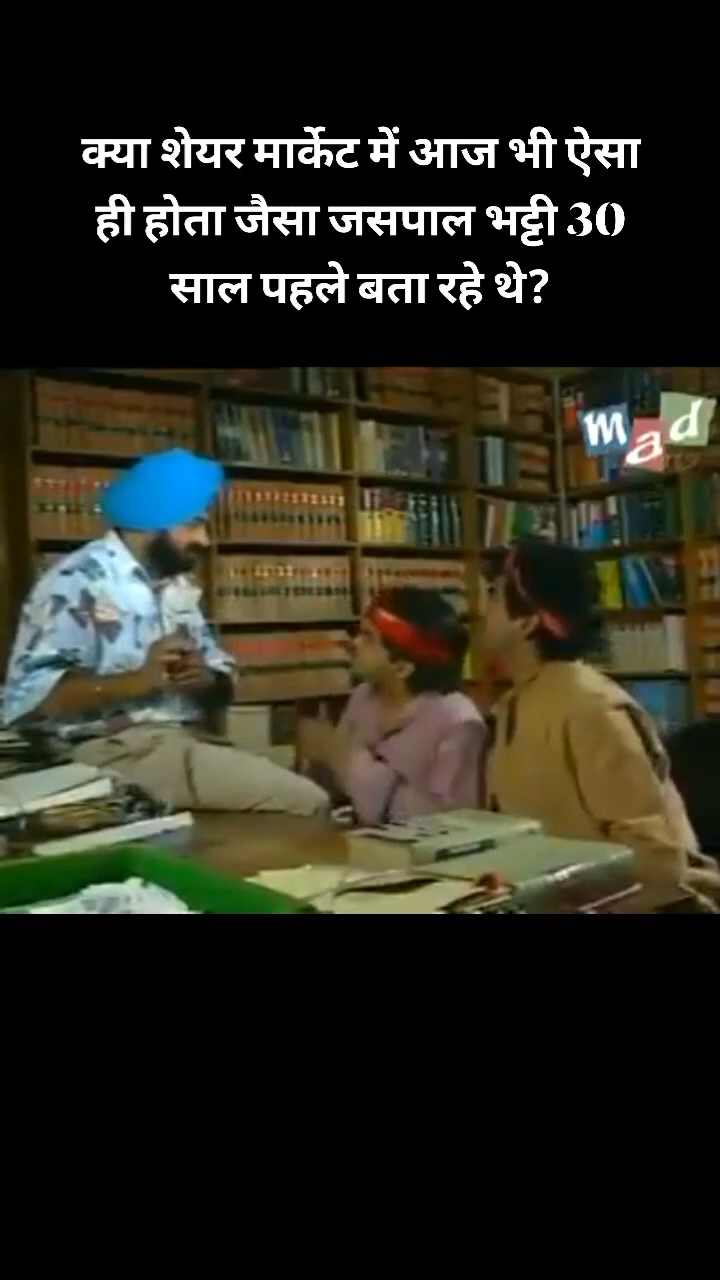 क्या शेयर मार्केट में आज भी ऐसा
ही होता जैसा जसपाल भट्टी 30
साल पहले बता रहे थे?
mad